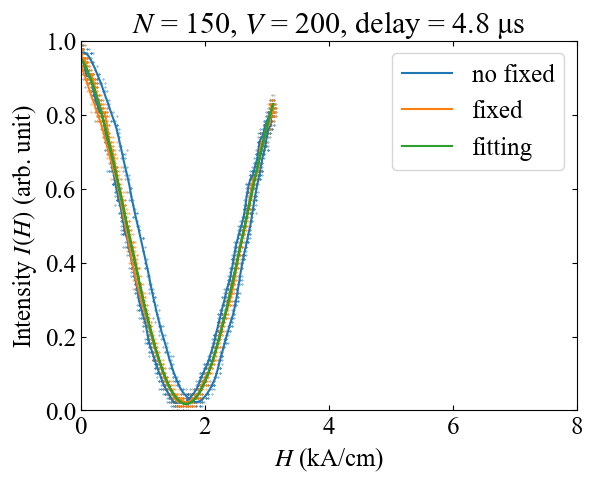 N = 150, V = 200, delay = 4.8 μs
Intensity I(H) (arb. unit)
1.0
0.8
0.6
0.4
0.2
0.0
no fixed
fixed
fitting
0 2 4 6 8
H (kA/cm)